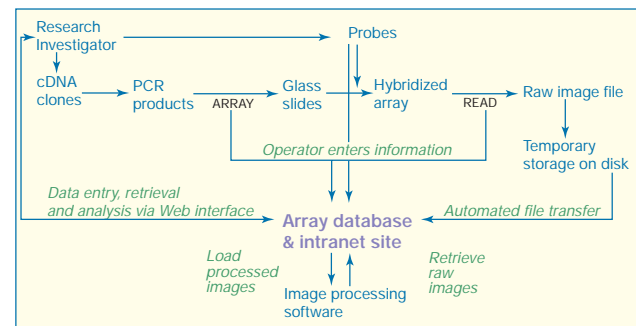 Research
Investigator
Probes
cDNA
clones
PCR
products
ARRAY
Glass
slides
Hybridized
array
READ
Raw image file
Temporary
storage on disk
Operator enters information
Data entry, retrieval
and analysis via Web interface
Array database
& intranet site
Automated file transfer
Load
processed
images
Retrieve
raw
images
Image processing
software